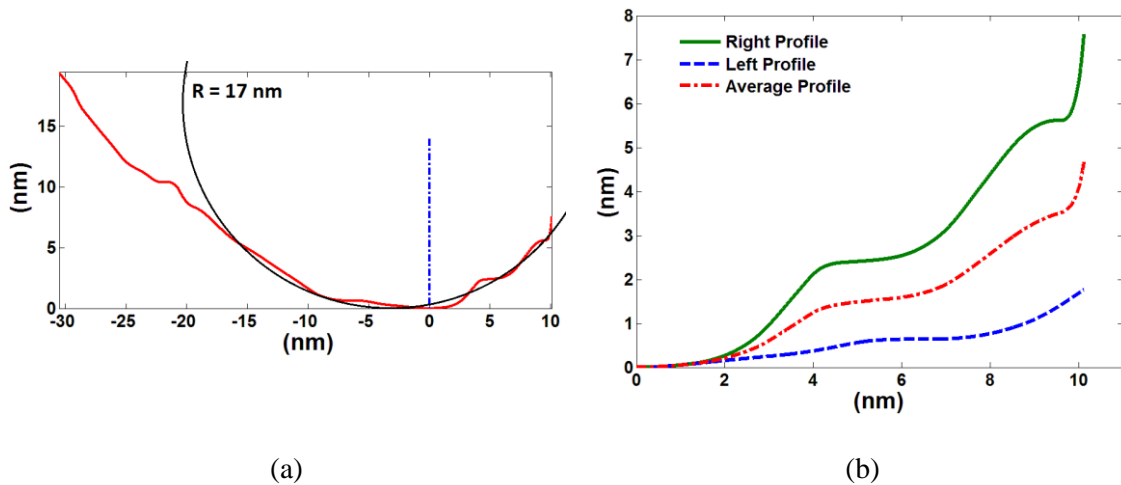 R = 17 nm
(nm)
15
10
5
0
-30 -25 -20 -15 -10 -5 0 5 10
(nm)
(a)
Right Profile
Left Profile
Average Profile
(nm)
8
7
6
5
4
3
2
1
0
0 2 4 6 8 10
(nm)
(b)